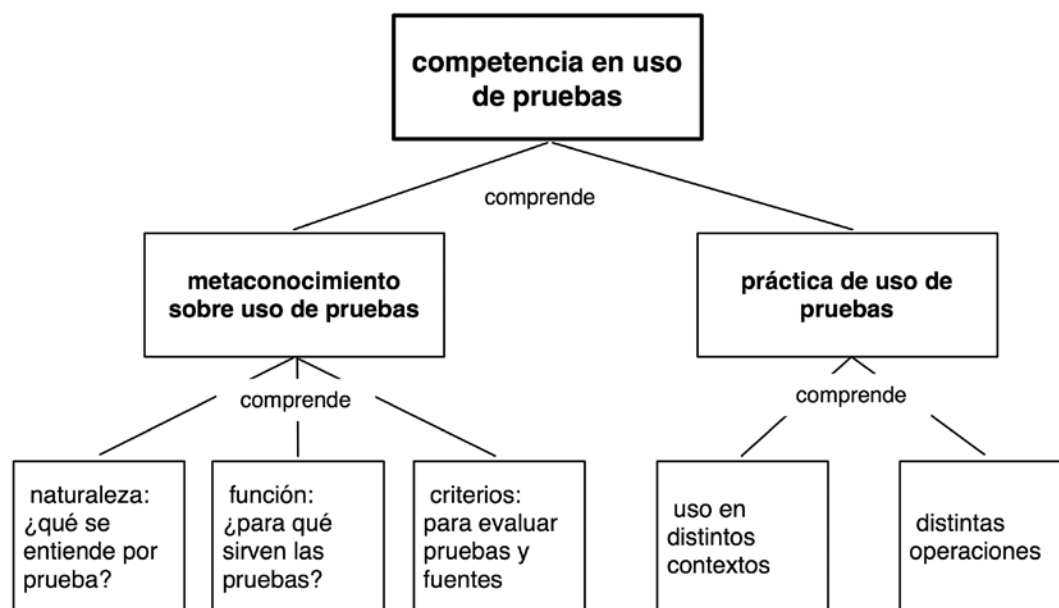 competencia en uso
de pruebas
comprende
metaconocimiento
sobre uso de pruebas
práctica de uso de
pruebas
comprende
comprende
naturaleza:
¿qué se
entiende por
prueba?
función:
¿para qué
sirven las
pruebas?
criterios:
para evaluar
pruebas y
fuentes
uso en
distintos
contextos
distintas
operaciones